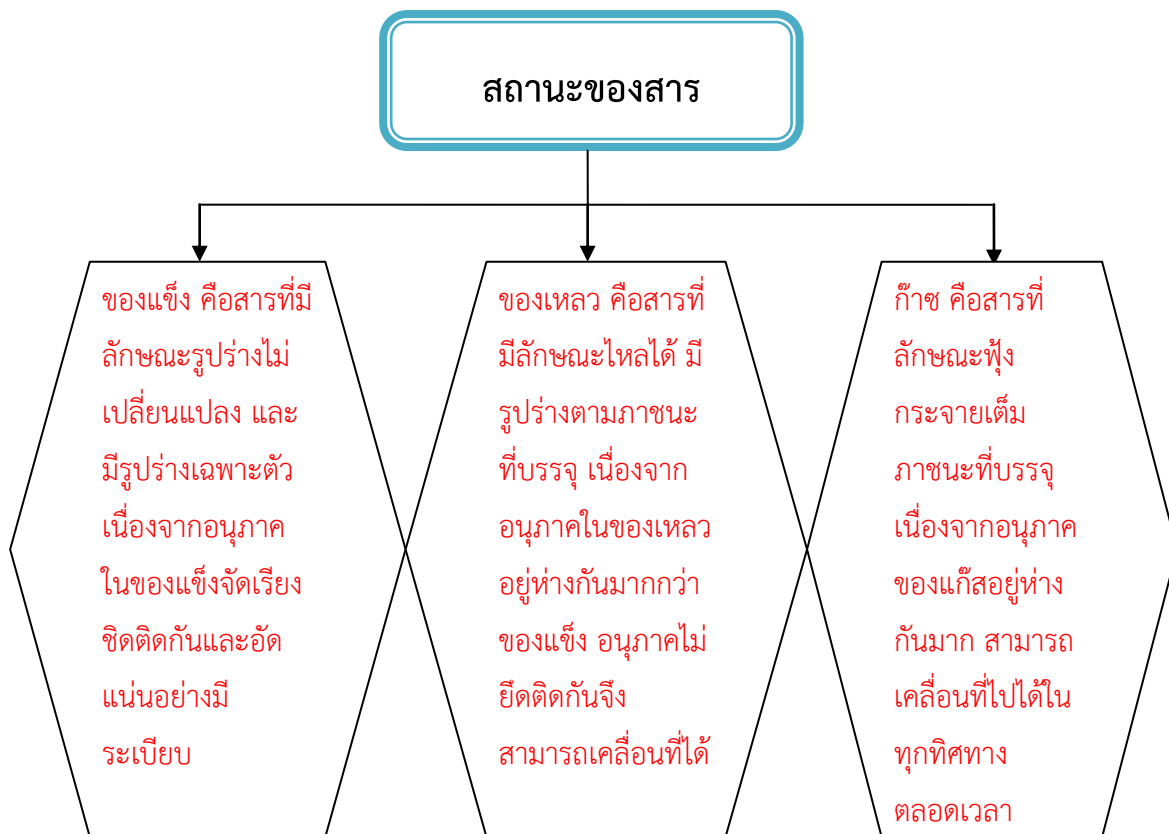 สถานะของสาร
ของแข็ง คือสารที่มี
ลักษณะรูปร่างไม่
เปลี่ยนแปลง และ
มีรูปร่างเฉพาะตัว
เนื่องจากอนุภาค
ในของแข็งจัดเรียง
ชิดติดกันและอัด
แน่นอย่างมี
ระเบียบ
ของเหลว คือสารที่
มีลักษณะไหลได้ มี
รูปร่างตามภาชนะ
ที่บรรจุ เนื่องจาก
อนุภาคในของเหลว
อยู่ห่างกันมากกว่า
ของแข็ง อนุภาคไม่
ยึดติดกันจึง
สามารถเคลื่อนที่ได้
ก๊าซ คือสารที่
ลักษณะฟุ้ง
กระจายเต็ม
ภาชนะที่บรรจุ
เนื่องจากอนุภาค
ของแก๊สอยู่ห่าง
กันมาก สามารถ
เคลื่อนที่ไปได้ใน
ทุกทิศทาง
ตลอดเวลา